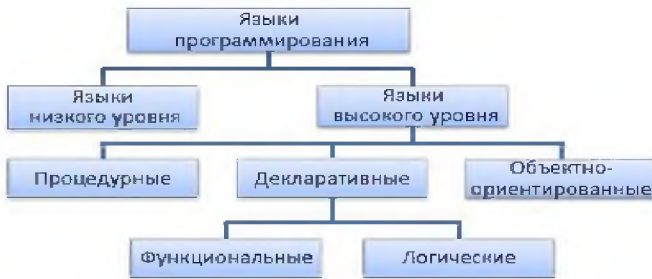 Языки
программирования
Языки
низкого уровня
Языки
высокого уровня
Процедурные
Декларативные
Объектно-
ориентированные
Функциональные
Логические